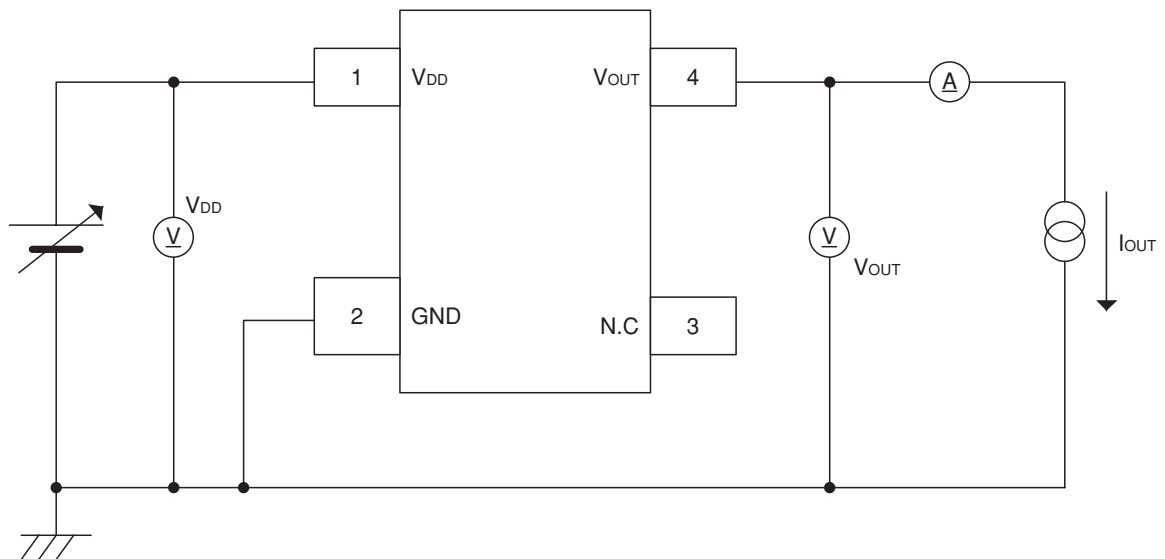 1 VDD VOUT 4 A
VDD
V V
VOUT
IOUT
2 GND N.C 3